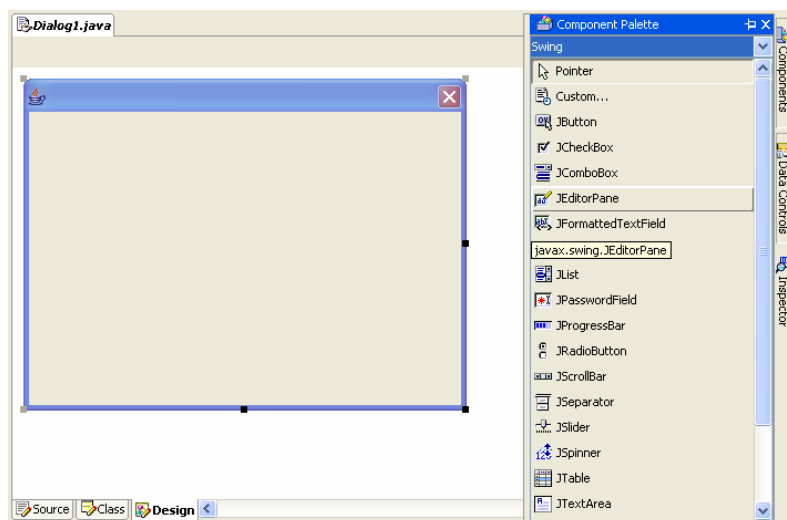 Dialog1.java
Component Palette
Swing
Pointer
Custom...
JButton
JCheckBox
JComboBox
JEditorPane
JFormattedTextField
javax.swing.JEditorPane
JList
JPasswordField
JProgressBar
JRadioButton
JScrollBar
JSeparator
JSlider
JSpinner
JTable
JTextArea
Components
Data Controls
Inspector
Source
Class
Design